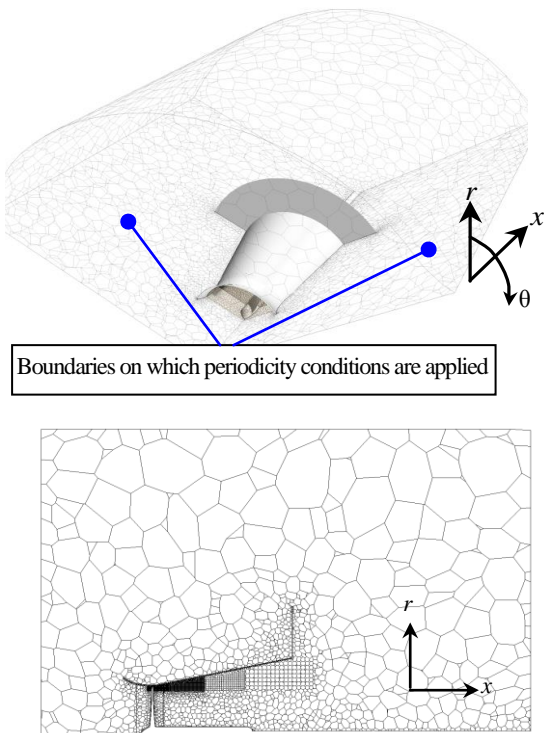 r
x
θ
Boundaries on which periodicity conditions are applied
r
x